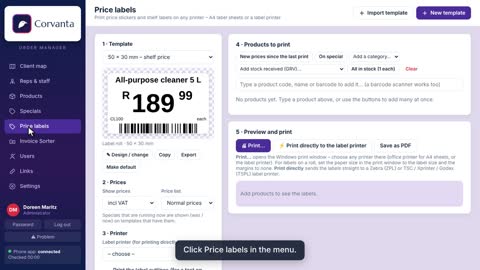 Corvanta
ORDER MANAGER
Client map
Reps & staff
Products
Specials
Price labels
Invoice Sorter
Users
Links
Settings
DM
Doreen Maritz
Administrator
Password
Log out
Problem
Phone app: connected
Checked 00:00
Price labels
Print price stickers and shelf labels on any printer – A4 label sheets or a label printer.
Import template
+ New template
1 · Template
50 × 30 mm – shelf price
All-purpose cleaner 5 L
R 189 99
CL100
each
Label roll · 50 × 30 mm
Design / change
Copy
Export
Make default
2 · Prices
Show prices
Price list
incl VAT
Normal prices
Specials that are running now are shown (was / now) on templates that have them.
3 · Printer
Label printer (for printing directly)
— choose —
4 · Products to print
New prices since the last print
On special
Add a category...
Add stock received (GRV)...
All in stock (1 each)
Clear
Type a product code, name or barcode to add it... (a barcode scanner works too)
No products yet. Type a product above, or use the buttons to add many at once.
5 · Preview and print
Print...
Print directly to the label printer
Save as PDF
Print... opens the Windows print window – choose any printer there (office printer for A4 sheets, or the label printer). For labels on a roll, set the paper size in the print window to the label size and the margins to none. Print directly sends the labels straight to a Zebra (ZPL) or TSC / Xprinter / Godex (TSPL) label printer.
Add products to see the labels.
Click Price labels in the menu.